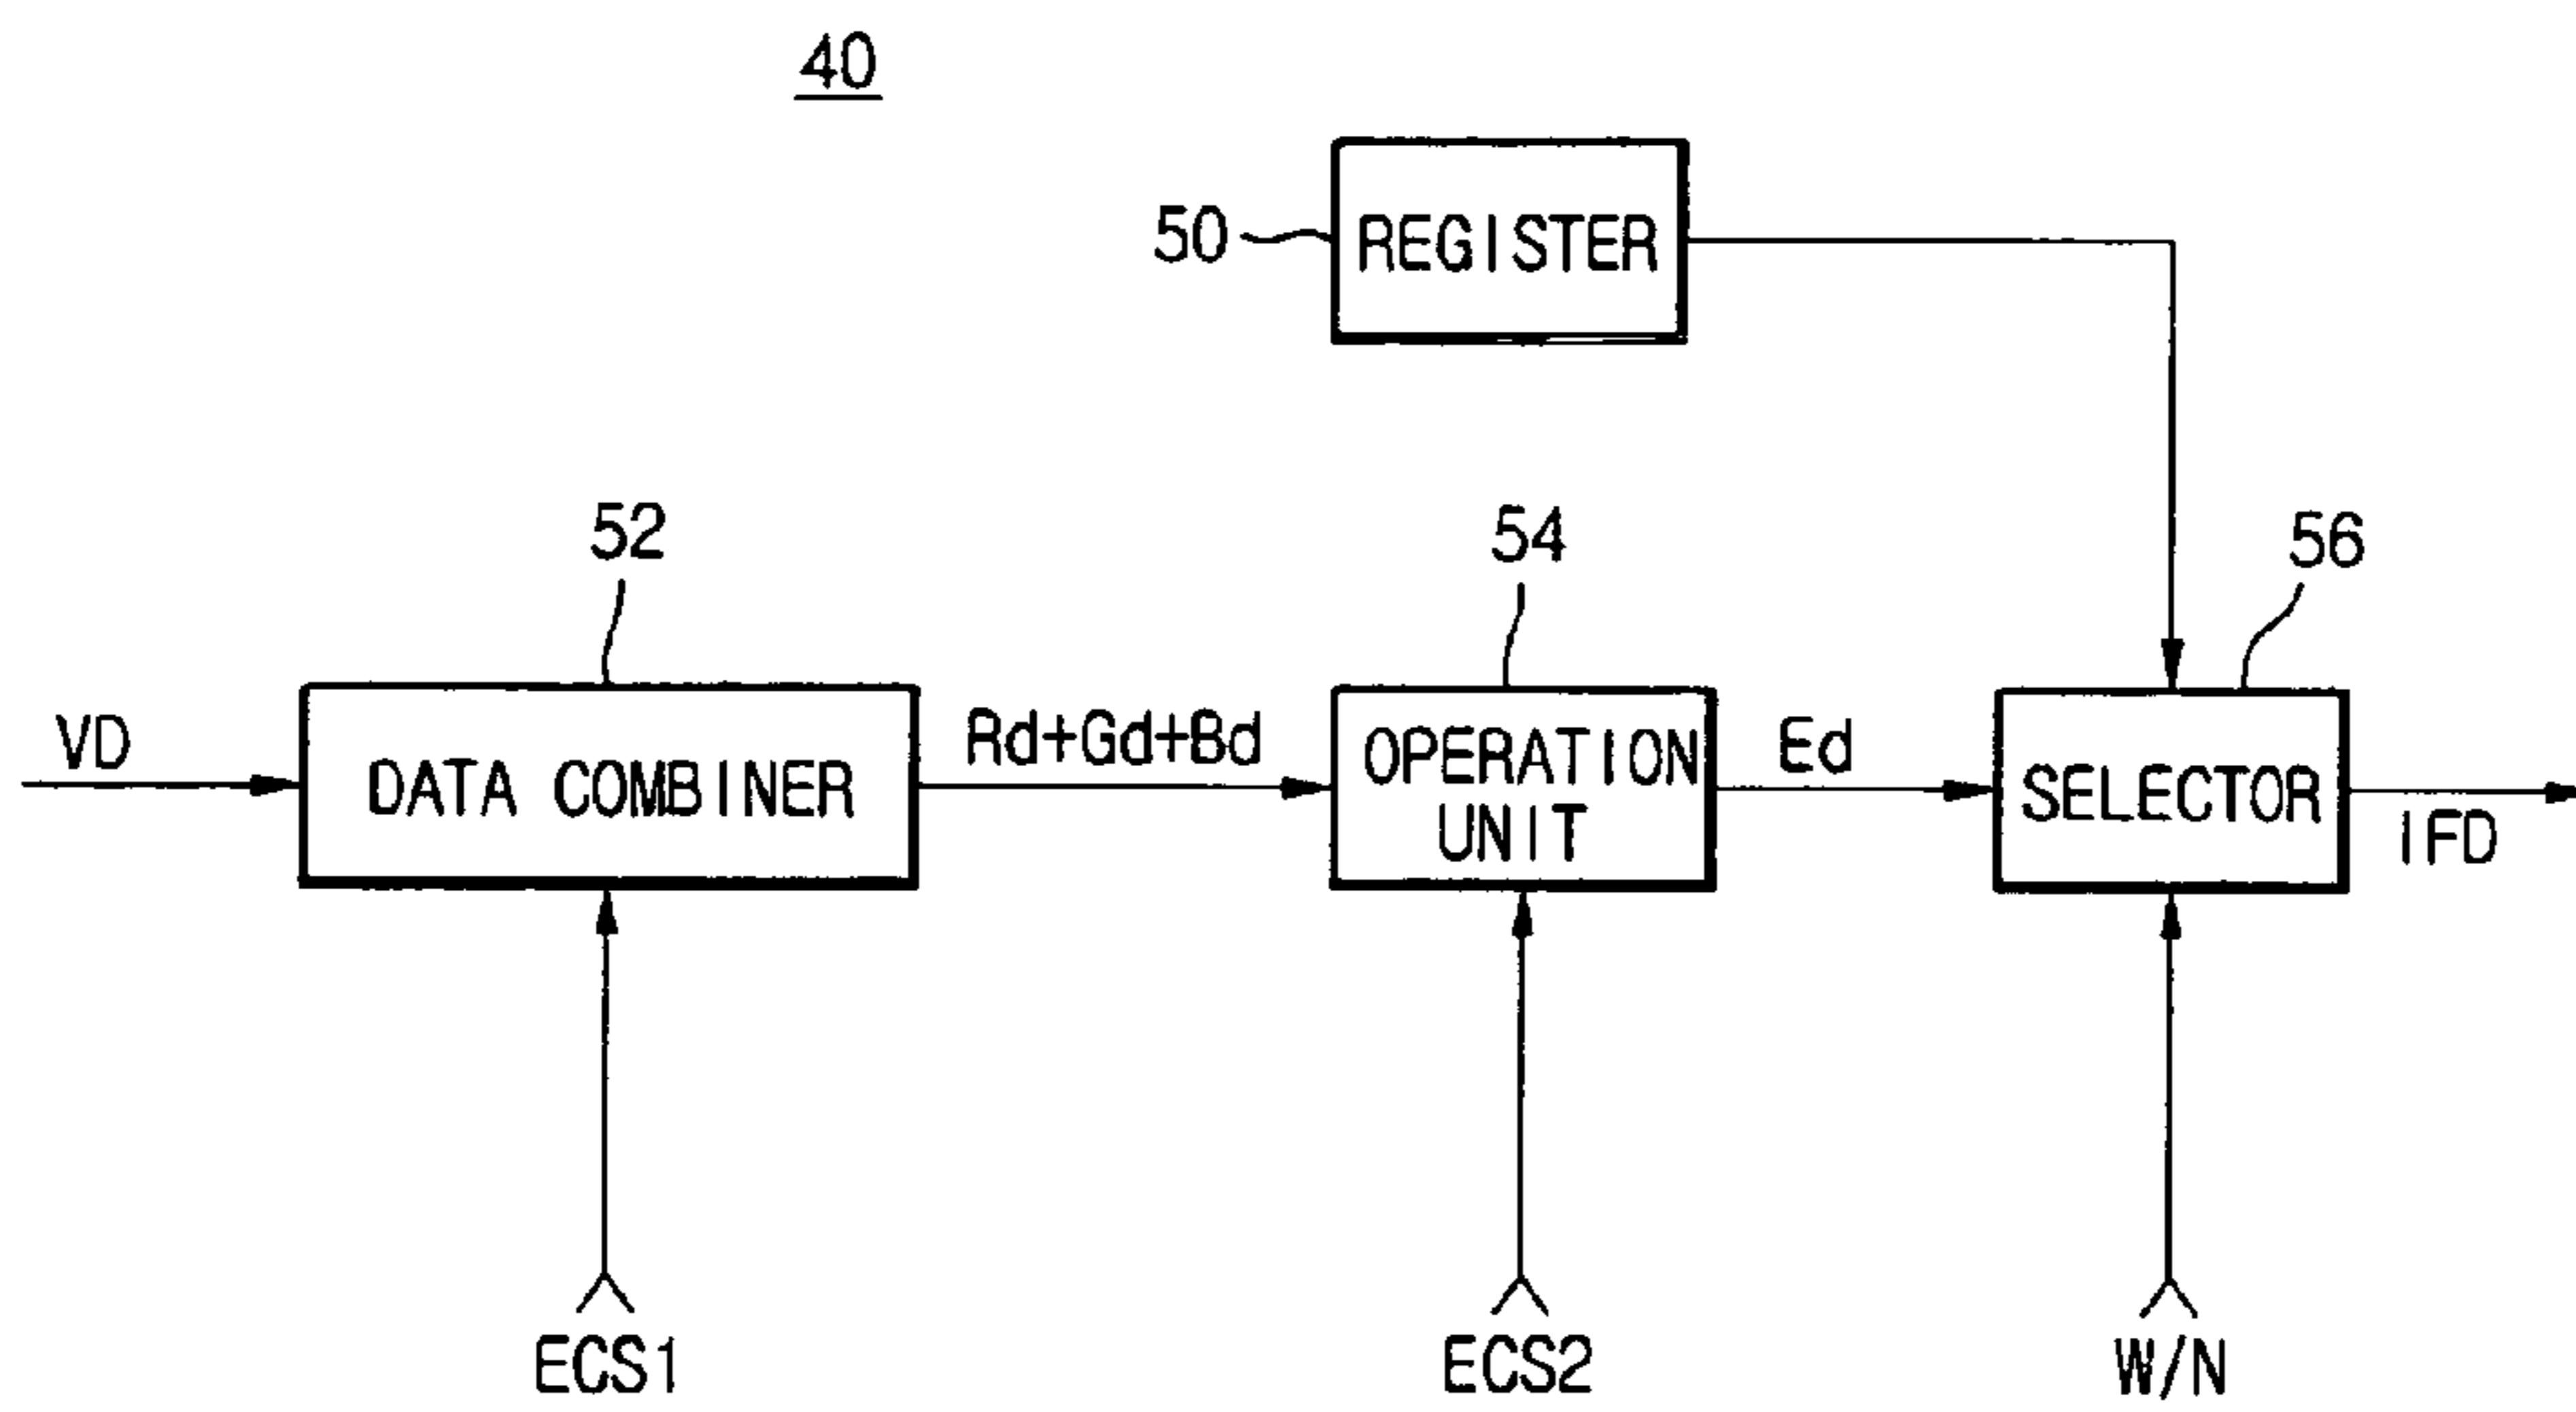 40
50
REGISTER
52
54
56
VD
DATA COMBINER
Rd+Gd+Bd
OPERATION
UNIT
Ed
SELECTOR
IFD
ECS1
ECS2
W/N